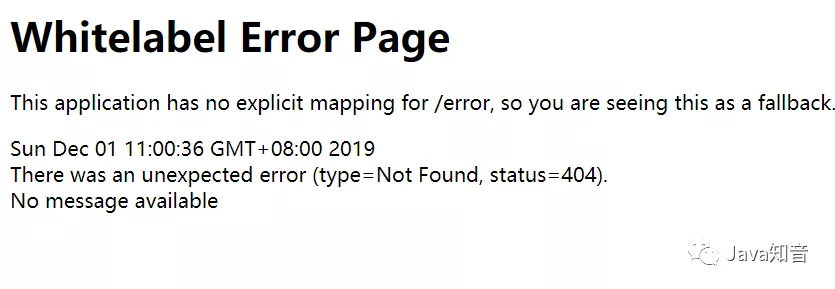 Whitelabel Error Page
This application has no explicit mapping for /error, so you are seeing this as a fallback.
Sun Dec 01 11:00:36 GMT+08:00 2019
There was an unexpected error (type=Not Found, status=404).
No message available
Java知音